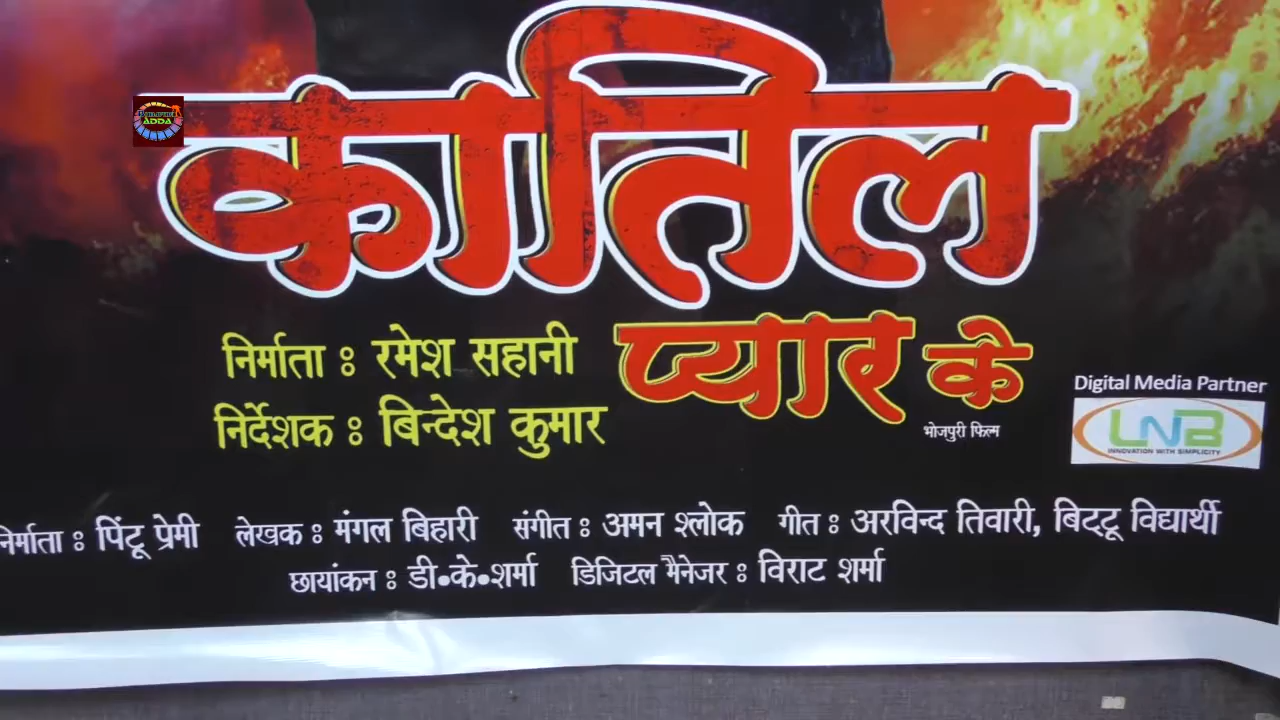 ADDA
कातिल
प्यार के
निर्माता : रमेश सहानी
निर्देशक : बिन्देश कुमार
भोजपुरी फिल्म
Digital Media Partner
LNB
INNOVATION WITH SIMPLICITY
निर्माता : पिंटू प्रेमी लेखक : मंगल बिहारी संगीत : अमन श्लोक गीत : अरविन्द तिवारी, बिट्टू विद्यार्थी
छायांकन : डी•के•शर्मा डिजिटल मैनेजर : विराट शर्मा